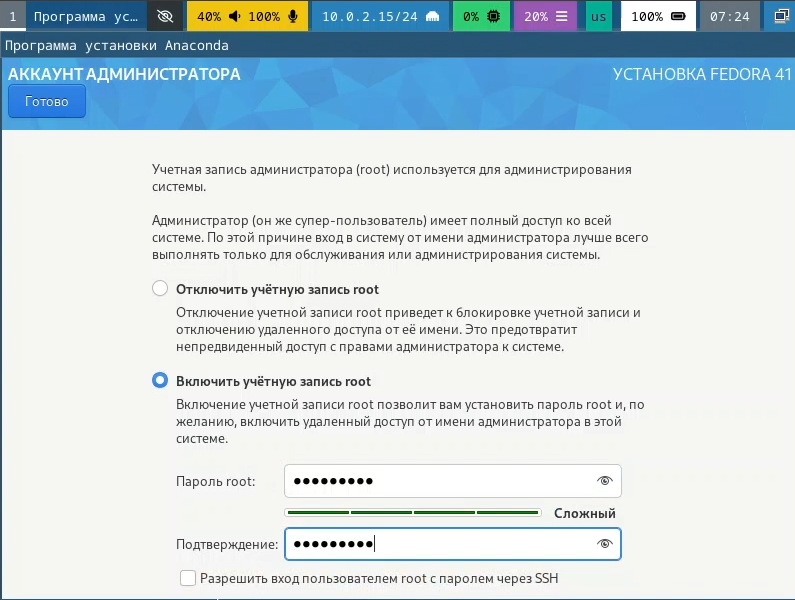 1 Программа ус… 40% 100% 10.0.2.15/24 0% 20% us 100% 07:24
Программа установки Anaconda
АККАУНТ АДМИНИСТРАТОРА УСТАНОВКА FEDORA 41
Готово
Учетная запись администратора (root) используется для администрирования
системы.
Администратор (он же супер-пользователь) имеет полный доступ ко всей
системе. По этой причине вход в систему от имени администратора лучше всего
выполнять только для обслуживания или администрирования системы.
Отключить учётную запись root
Отключение учетной записи root приведет к блокировке учетной записи и
отключению удаленного доступа от её имени. Это предотвратит
непредвиденный доступ с правами администратора к системе.
Включить учётную запись root
Включение учетной записи root позволит вам установить пароль root и, по
желанию, включить удаленный доступ от имени администратора в этой
системе.
Пароль root: ●●●●●●●●●
Сложный
Подтверждение: ●●●●●●●●●
Разрешить вход пользователем root с паролем через SSH